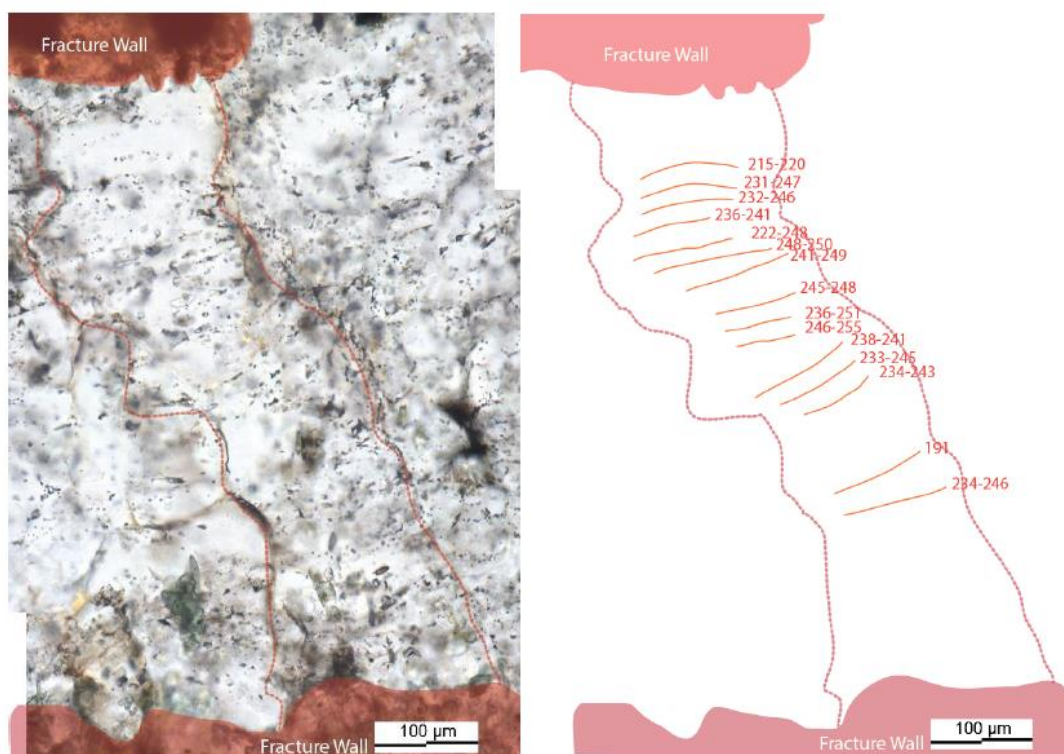 Fracture Wall
Fracture Wall
215-220
231-247
232-246
236-241
222-248
248-250
241-249
245-248
236-251
246-255
238-241
233-245
234-243
191
234-246
100 µm
Fracture Wall
100 µm
Fracture Wall